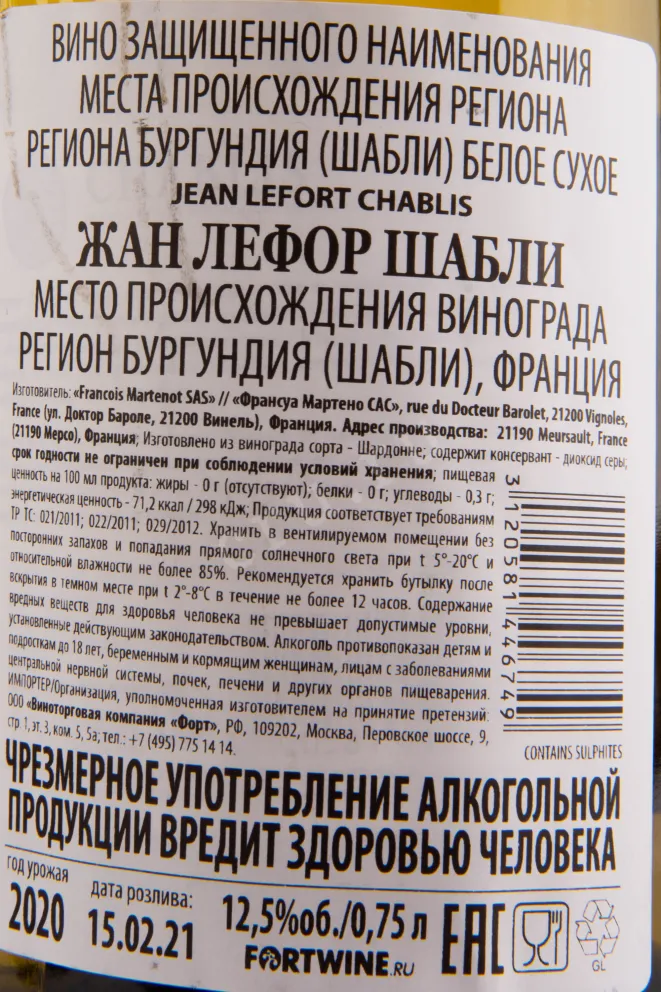 ВИНО ЗАЩИЩЕННОГО НАИМЕНОВАНИЯ
МЕСТА ПРОИСХОЖДЕНИЯ РЕГИОНА
РЕГИОНА БУРГУНДИЯ (ШАБЛИ) БЕЛОЕ СУХОЕ
JEAN LEFORT CHABLIS
ЖАН ЛЕФОР ШАБЛИ
МЕСТО ПРОИСХОЖДЕНИЯ ВИНОГРАДА
РЕГИОН БУРГУНДИЯ (ШАБЛИ), ФРАНЦИЯ
Изготовитель: «Francois Martenot SAS» // «Франсуа Мартено САС», rue du Docteur Barolet, 21200 Vignoles,
France (ул. Доктор Бароле, 21200 Винель), Франция. Адрес производства: 21190 Meursault, France
(21190 Мерсо), Франция; Изготовлено из винограда сорта - Шардонне; содержит консервант - диоксид серы;
срок годности не ограничен при соблюдении условий хранения; пищевая
ценность на 100 мл продукта: жиры - 0 г (отсутствуют); белки - 0 г; углеводы - 0,3 г;
энергетическая ценность - 71,2 ккал / 298 кДж; Продукция соответствует требованиям
ТР ТС: 021/2011; 022/2011; 029/2012. Хранить в вентилируемом помещении без
посторонних запахов и попадания прямого солнечного света при t 5°-20°С и
относительной влажности не более 85%. Рекомендуется хранить бутылку после
вскрытия в темном месте при t 2°-8°С в течение не более 12 часов. Содержание
вредных веществ для здоровья человека не превышает допустимые уровни,
установленные действующим законодательством. Алкоголь противопоказан детям и
подросткам до 18 лет, беременным и кормящим женщинам, лицам с заболеваниями
центральной нервной системы, почек, печени и других органов пищеварения.
ИМПОРТЕР/Организация, уполномоченная изготовителем на принятие претензий:
ООО «Виноторговая компания «Форт», РФ, 109202, Москва, Перовское шоссе, 9,
стр. 1, эт. 3, ком. 5, 5а; тел.: +7 (495) 775 14 14.
3 120581 446749
CONTAINS SULPHITES
ЧРЕЗМЕРНОЕ УПОТРЕБЛЕНИЕ АЛКОГОЛЬНОЙ
ПРОДУКЦИИ ВРЕДИТ ЗДОРОВЬЮ ЧЕЛОВЕКА
год урожая
2020
дата розлива:
15.02.21
12,5%об./0,75 л
FORTWINE.RU
EAC
GL